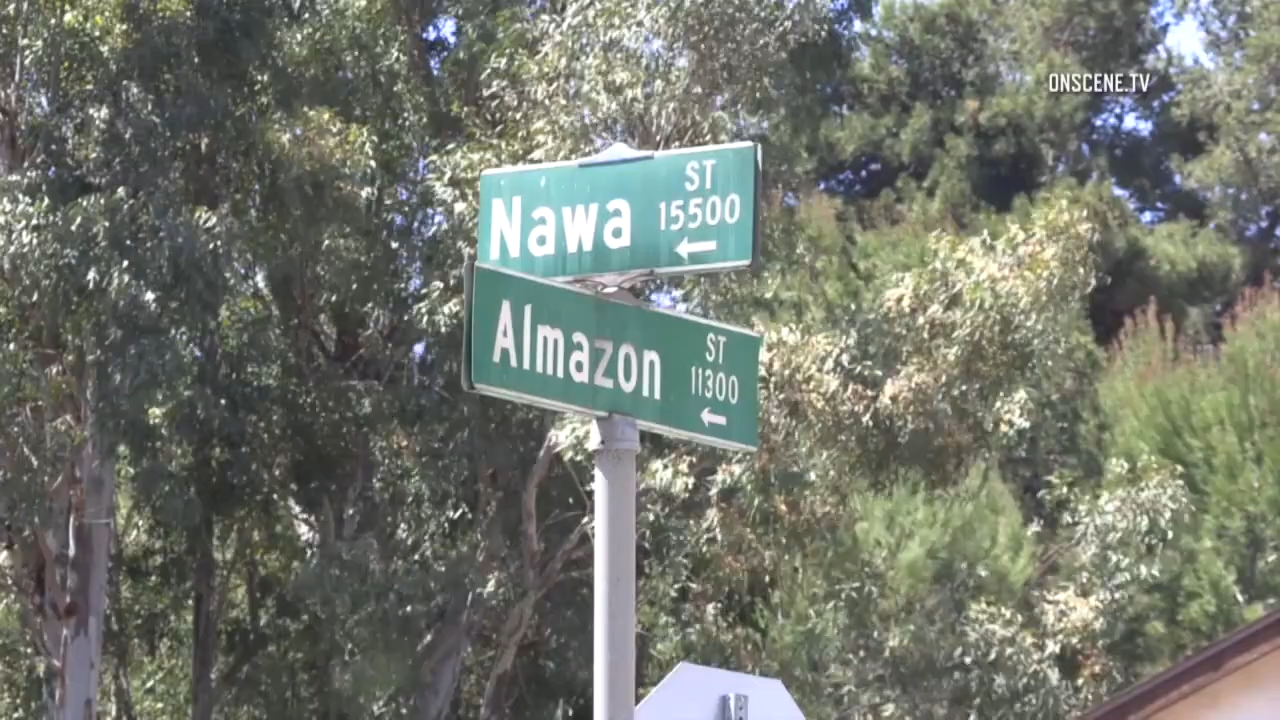 ONSCENE.TV
Nawa ST
15500
←
Almazon ST
11300
←